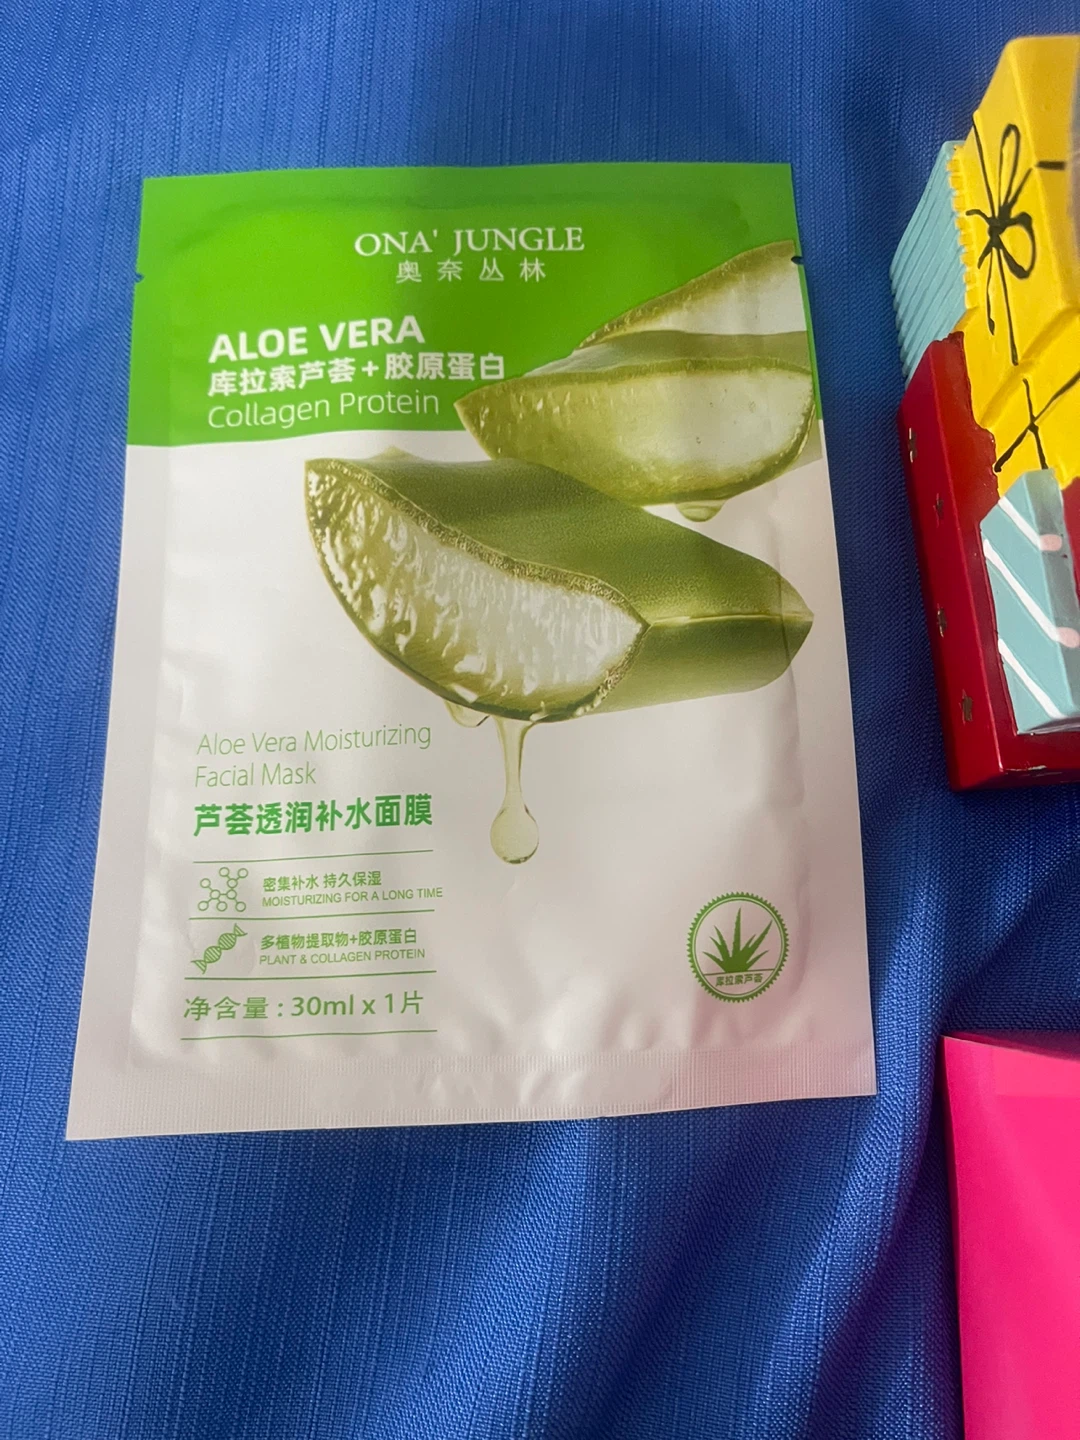 ONA' JUNGLE
奥奈丛林
ALOE VERA
库拉索芦荟+胶原蛋白
Collagen Protein
Aloe Vera Moisturizing
Facial Mask
芦荟透润补水面膜
密集补水 持久保湿
MOISTURIZING FOR A LONG TIME
多植物提取物+胶原蛋白
PLANT & COLLAGEN PROTEIN
净含量：30ml x 1片
库拉索芦荟